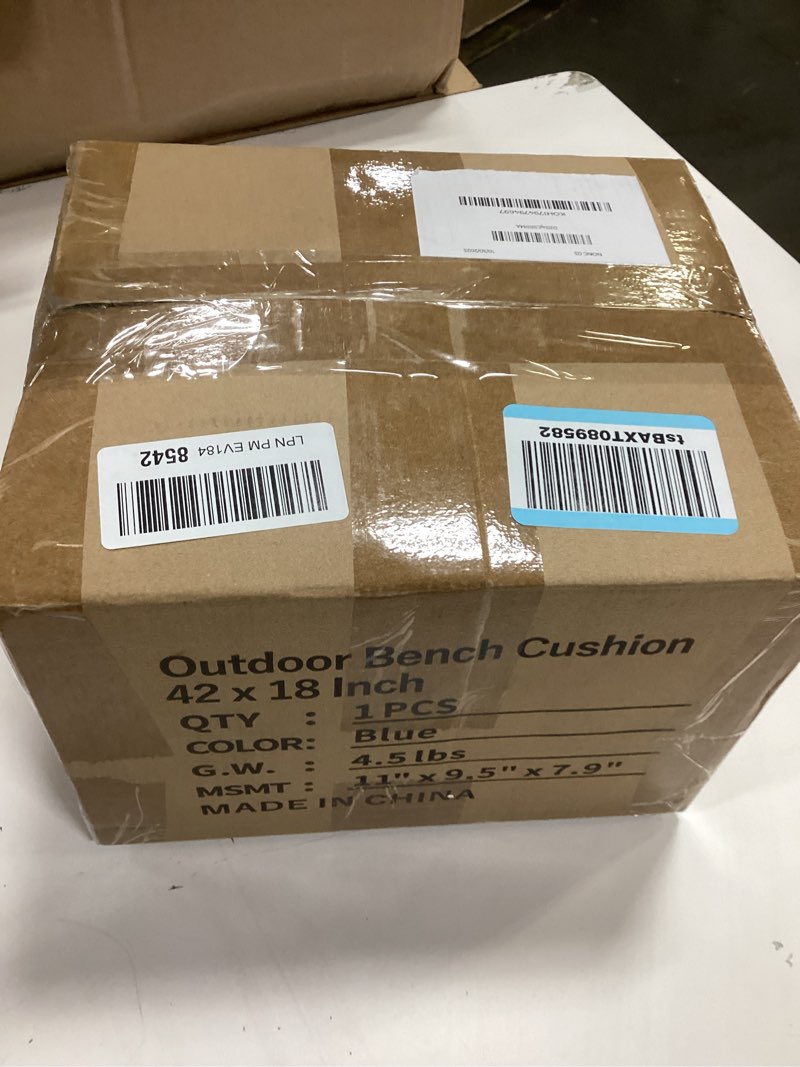 LPN PM EV184 8542
tsBAXT089582
Outdoor Bench Cushion
42 x 18 Inch
QTY : 1 PCS
COLOR: Blue
G.W. : 4.5 lbs
MSMT : 11" x 9.5" x 7.9"
MADE IN CHINA